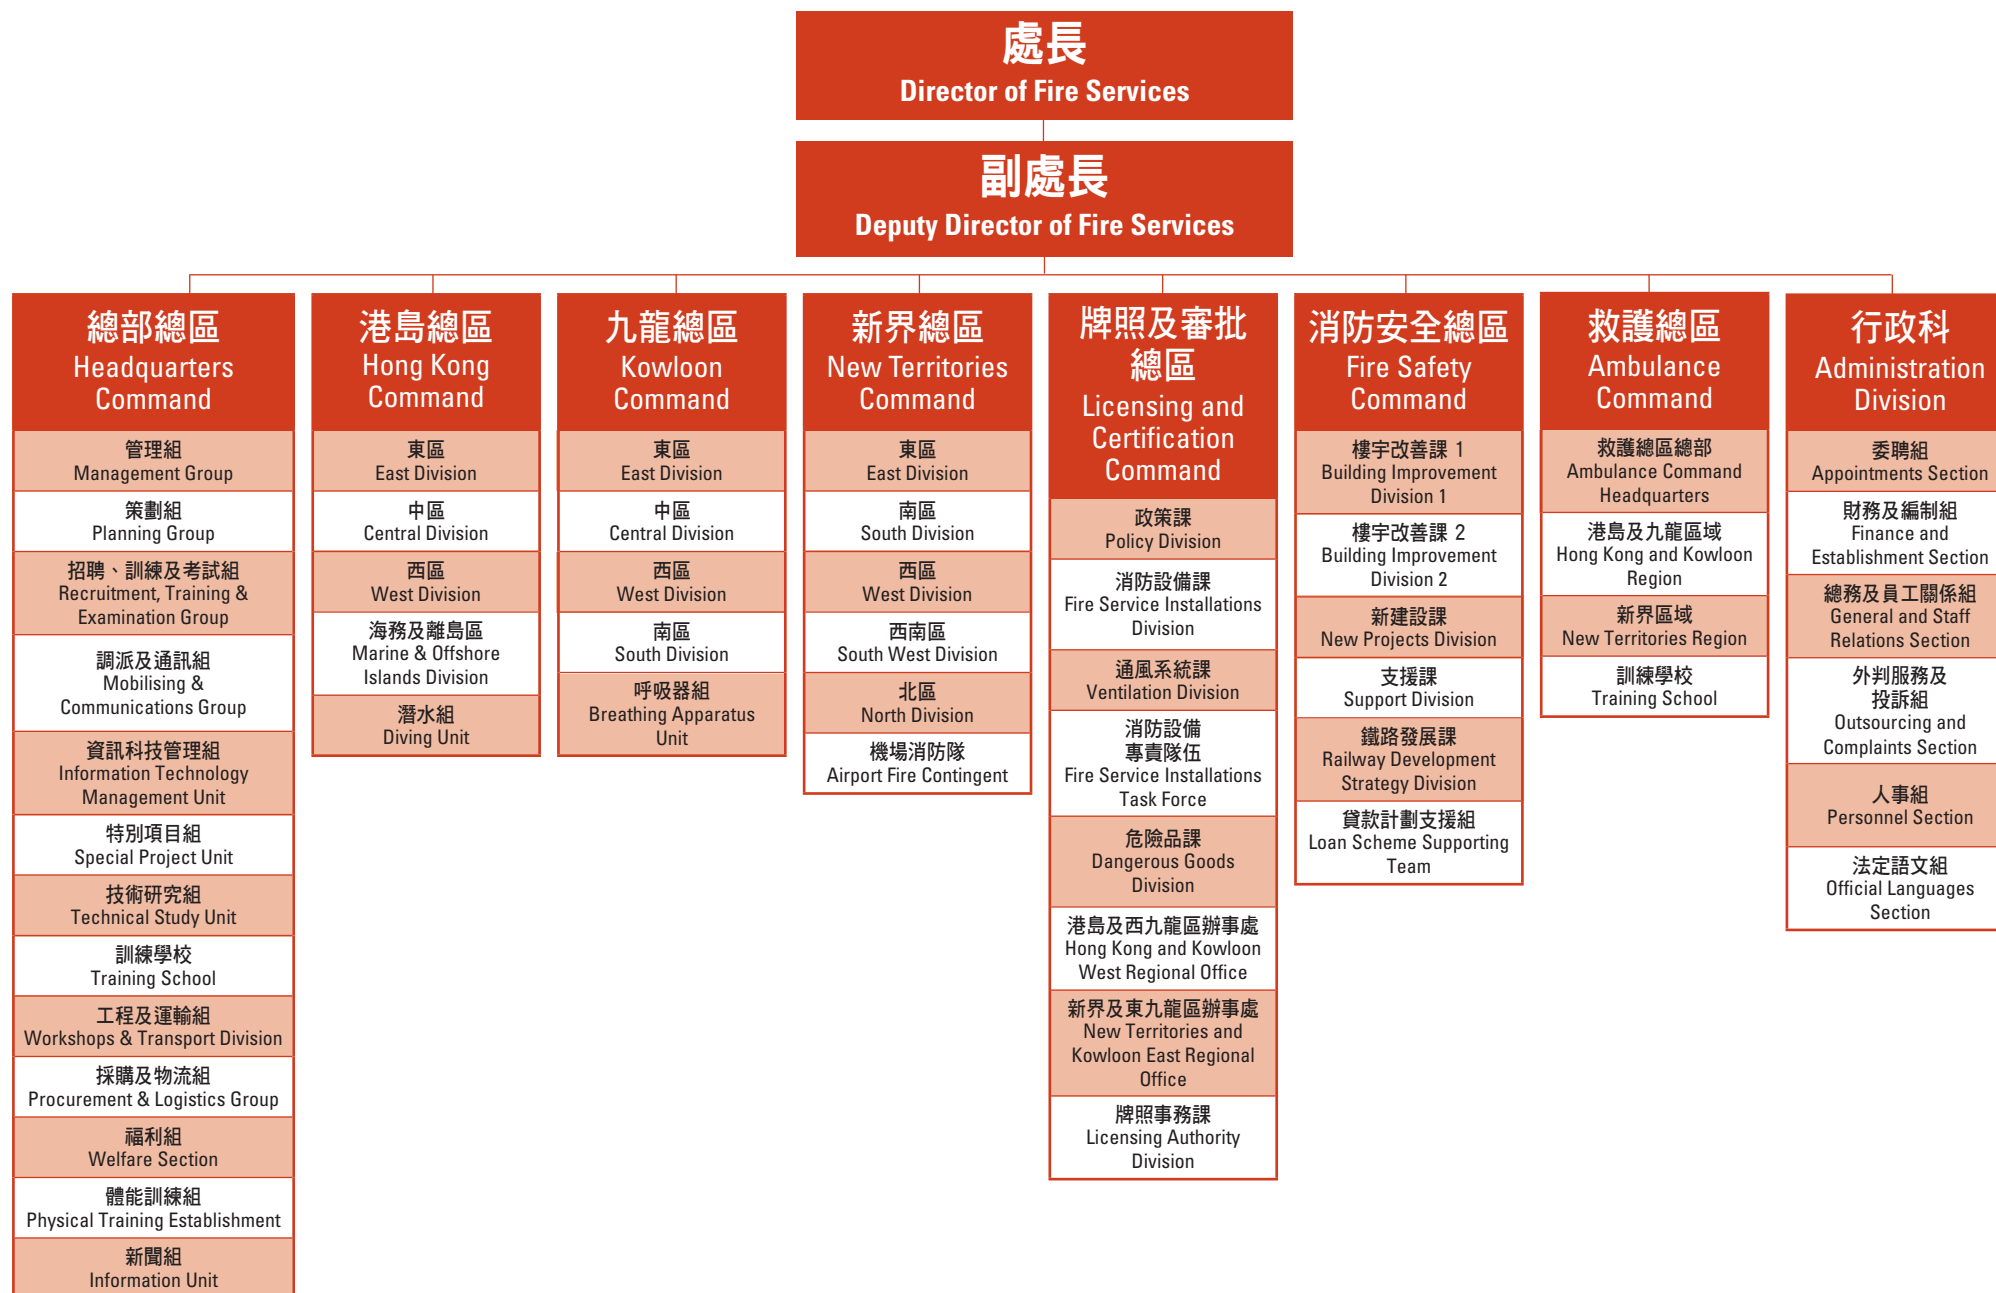 處長
Director of Fire Services
副處長
Deputy Director of Fire Services
總部總區
Headquarters
Command
管理組
Management Group
策劃組
Planning Group
招聘、訓練及考試組
Recruitment, Training &
Examination Group
調派及通訊組
Mobilising &
Communications Group
資訊科技管理組
Information Technology
Management Unit
特別項目組
Special Project Unit
技術研究組
Technical Study Unit
訓練學校
Training School
工程及運輸組
Workshops & Transport Division
採購及物流組
Procurement & Logistics Group
福利組
Welfare Section
體能訓練組
Physical Training Establishment
新聞組
Information Unit
港島總區
Hong Kong
Command
東區
East Division
中區
Central Division
西區
West Division
海務及離島區
Marine & Offshore
Islands Division
潛水組
Diving Unit
九龍總區
Kowloon
Command
東區
East Division
中區
Central Division
西區
West Division
南區
South Division
呼吸器組
Breathing Apparatus
Unit
新界總區
New Territories
Command
東區
East Division
南區
South Division
西區
West Division
西南區
South West Division
北區
North Division
機場消防隊
Airport Fire Contingent
牌照及審批
總區
Licensing and
Certification
Command
政策課
Policy Division
消防設備課
Fire Service Installations
Division
通風系統課
Ventilation Division
消防設備
專責隊伍
Fire Service Installations
Task Force
危險品課
Dangerous Goods
Division
港島及西九龍區辦事處
Hong Kong and Kowloon
West Regional Office
新界及東九龍區辦事處
New Territories and
Kowloon East Regional
Office
牌照事務課
Licensing Authority
Division
消防安全總區
Fire Safety
Command
樓宇改善課 1
Building Improvement
Division 1
樓宇改善課 2
Building Improvement
Division 2
新建設課
New Projects Division
支援課
Support Division
鐵路發展課
Railway Development
Strategy Division
貸款計劃支援組
Loan Scheme Supporting
Team
救護總區
Ambulance
Command
救護總區總部
Ambulance Command
Headquarters
港島及九龍區域
Hong Kong and Kowloon
Region
新界區域
New Territories Region
訓練學校
Training School
行政科
Administration
Division
委聘組
Appointments Section
財務及編制組
Finance and
Establishment Section
總務及員工關係組
General and Staff
Relations Section
外判服務及
投訴組
Outsourcing and
Complaints Section
人事組
Personnel Section
法定語文組
Official Languages
Section